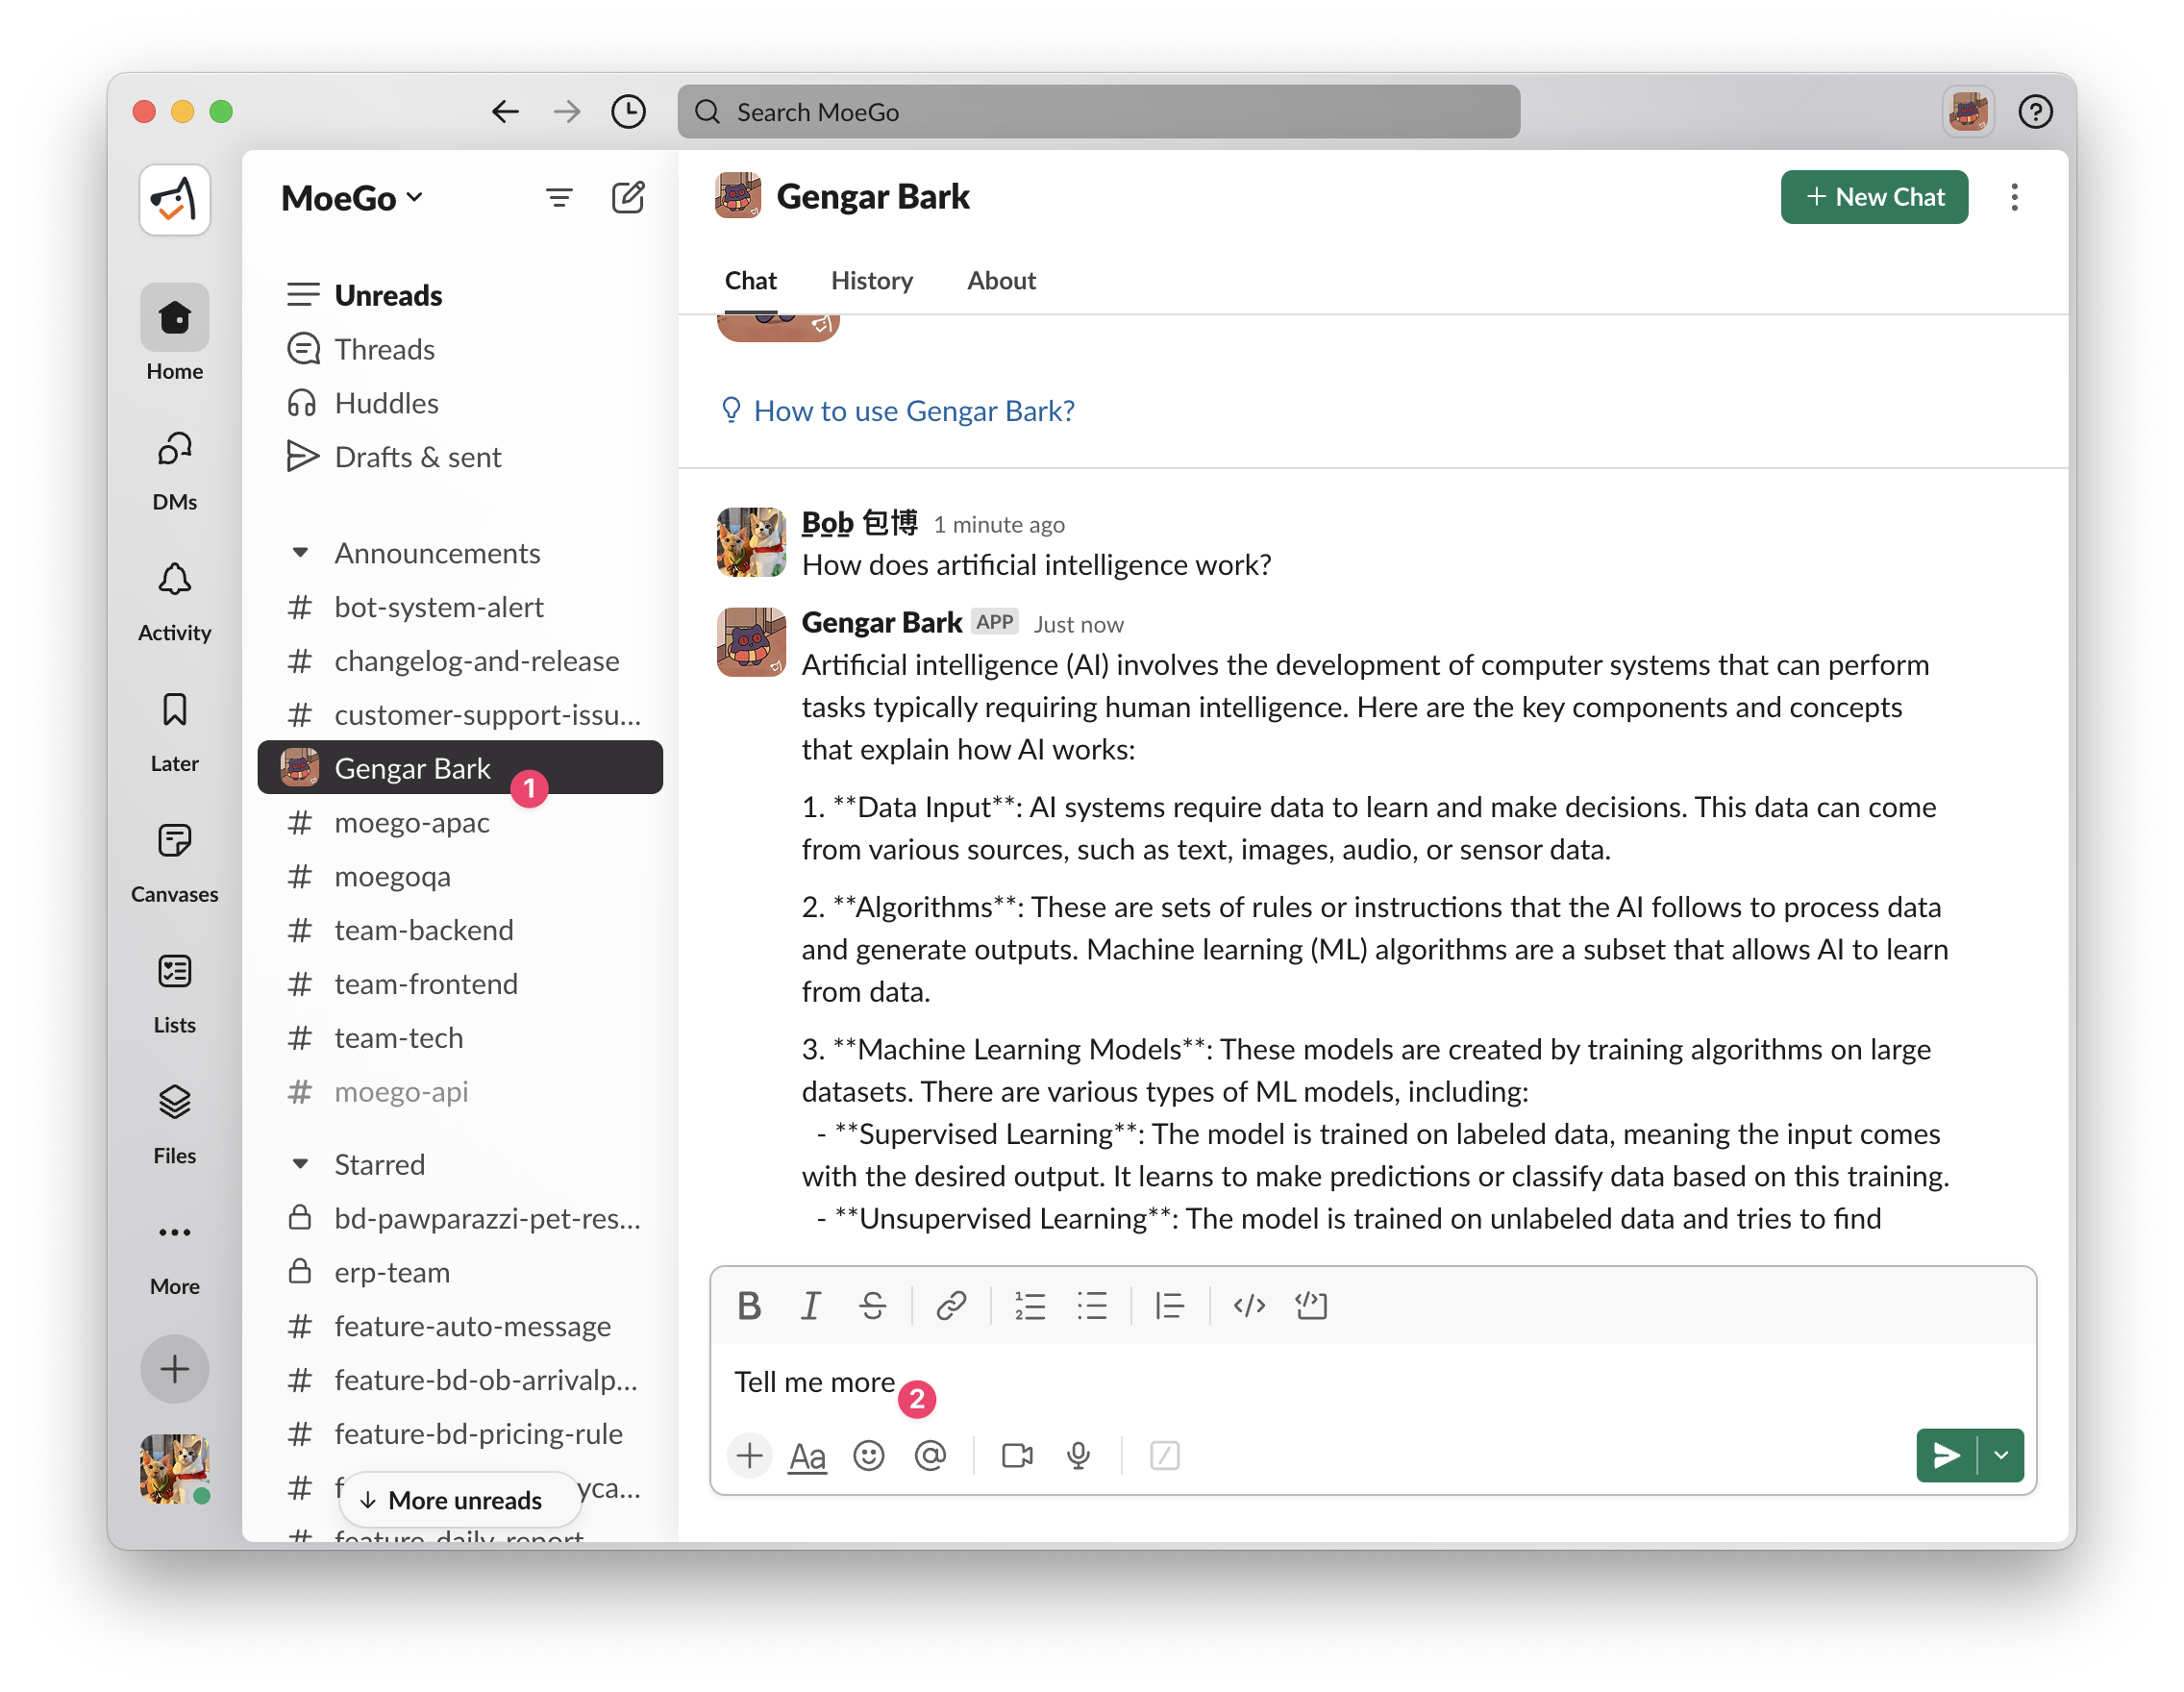 Search MoeGo
MoeGo
Home
DMs
Activity
Later
Canvases
Lists
Files
More
Unreads
Threads
Huddles
Drafts & sent
Announcements
# bot-system-alert
# changelog-and-release
# customer-support-issu...
Gengar Bark
1
# moego-apac
# moegoqa
# team-backend
# team-frontend
# team-tech
# moego-api
Starred
bd-pawparazzi-pet-res...
erp-team
# feature-auto-message
# feature-bd-ob-arrivalp...
# feature-bd-pricing-rule
# f
yca...
More unreads
# feature-daily-report
Gengar Bark
+ New Chat
Chat
History
About
How to use Gengar Bark?
Bob 包博 1 minute ago
How does artificial intelligence work?
Gengar Bark APP Just now
Artificial intelligence (AI) involves the development of computer systems that can perform
tasks typically requiring human intelligence. Here are the key components and concepts
that explain how AI works:
1. **Data Input**: AI systems require data to learn and make decisions. This data can come
from various sources, such as text, images, audio, or sensor data.
2. **Algorithms**: These are sets of rules or instructions that the AI follows to process data
and generate outputs. Machine learning (ML) algorithms are a subset that allows AI to learn
from data.
3. **Machine Learning Models**: These models are created by training algorithms on large
datasets. There are various types of ML models, including:
- **Supervised Learning**: The model is trained on labeled data, meaning the input comes
with the desired output. It learns to make predictions or classify data based on this training.
- **Unsupervised Learning**: The model is trained on unlabeled data and tries to find
B I S
Tell me more
2
Aa @